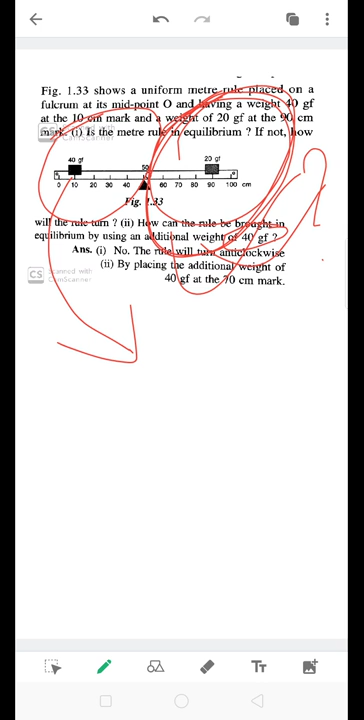 Fig. 1.33 shows a uniform metre rule placed on a
fulcrum at its mid-point O and having a weight 40 gf
at the 10 cm mark and a weight of 20 gf at the 90 cm
mark. (i) Is the metre rule in equilibrium ? If not, how
CS CamScanner
40 gf 20 gf
50
0 10 20 30 40 60 70 80 90 100 cm
Fig. 1.33
will the rule turn ? (ii) How can the rule be brought in
equilibrium by using an additional weight of 40 gf ?
Ans. (i) No. The rule will turn anticlockwise
(ii) By placing the additional weight of
40 gf at the 70 cm mark.
CS Scanned with
CamScanner
?
TT